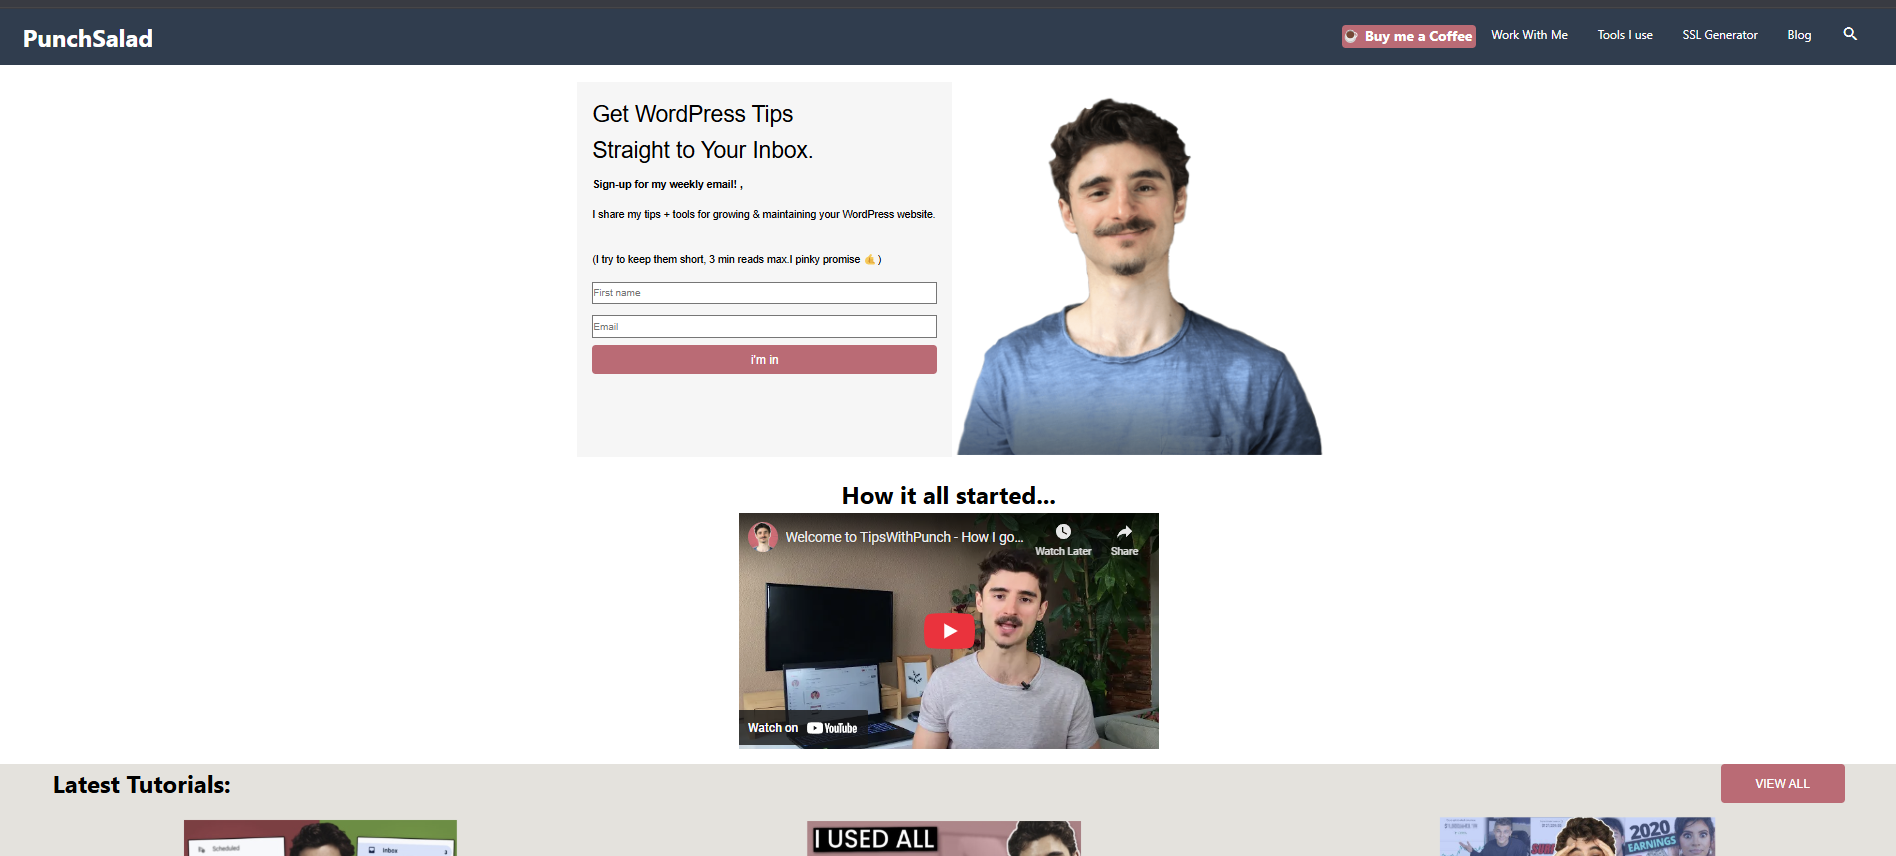 PunchSalad
Buy me a Coffee
Work With Me
Tools I use
SSL Generator
Blog
Get WordPress Tips
Straight to Your Inbox.
Sign-up for my weekly email! ,
I share my tips + tools for growing & maintaining your WordPress website.
(I try to keep them short, 3 min reads max.I pinky promise 🤙 )
First name
Email
i'm in
How it all started...
Welcome to TipsWithPunch - How I go...
Watch Later
Share
Watch on YouTube
Latest Tutorials:
VIEW ALL
Scheduled
Inbox
I USED ALL
2020
EARNINGS